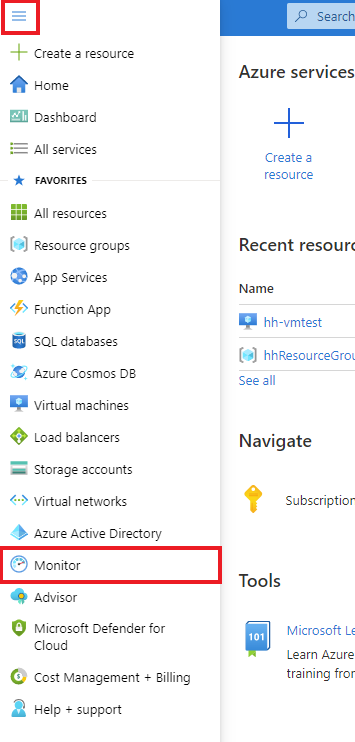 Search
Create a resource
Home
Dashboard
All services
FAVORITES
All resources
Resource groups
App Services
Function App
SQL
SQL databases
Azure Cosmos DB
Virtual machines
Load balancers
Storage accounts
Virtual networks
Azure Active Directory
Monitor
Advisor
Microsoft Defender for
Cloud
Cost Management + Billing
Help + support
Azure services
Create a
resource
Recent resourc
Name
hh-vmtest
hhResourceGrou
See all
Navigate
Subscription
Tools
101
Microsoft Le
Learn Azure
training from